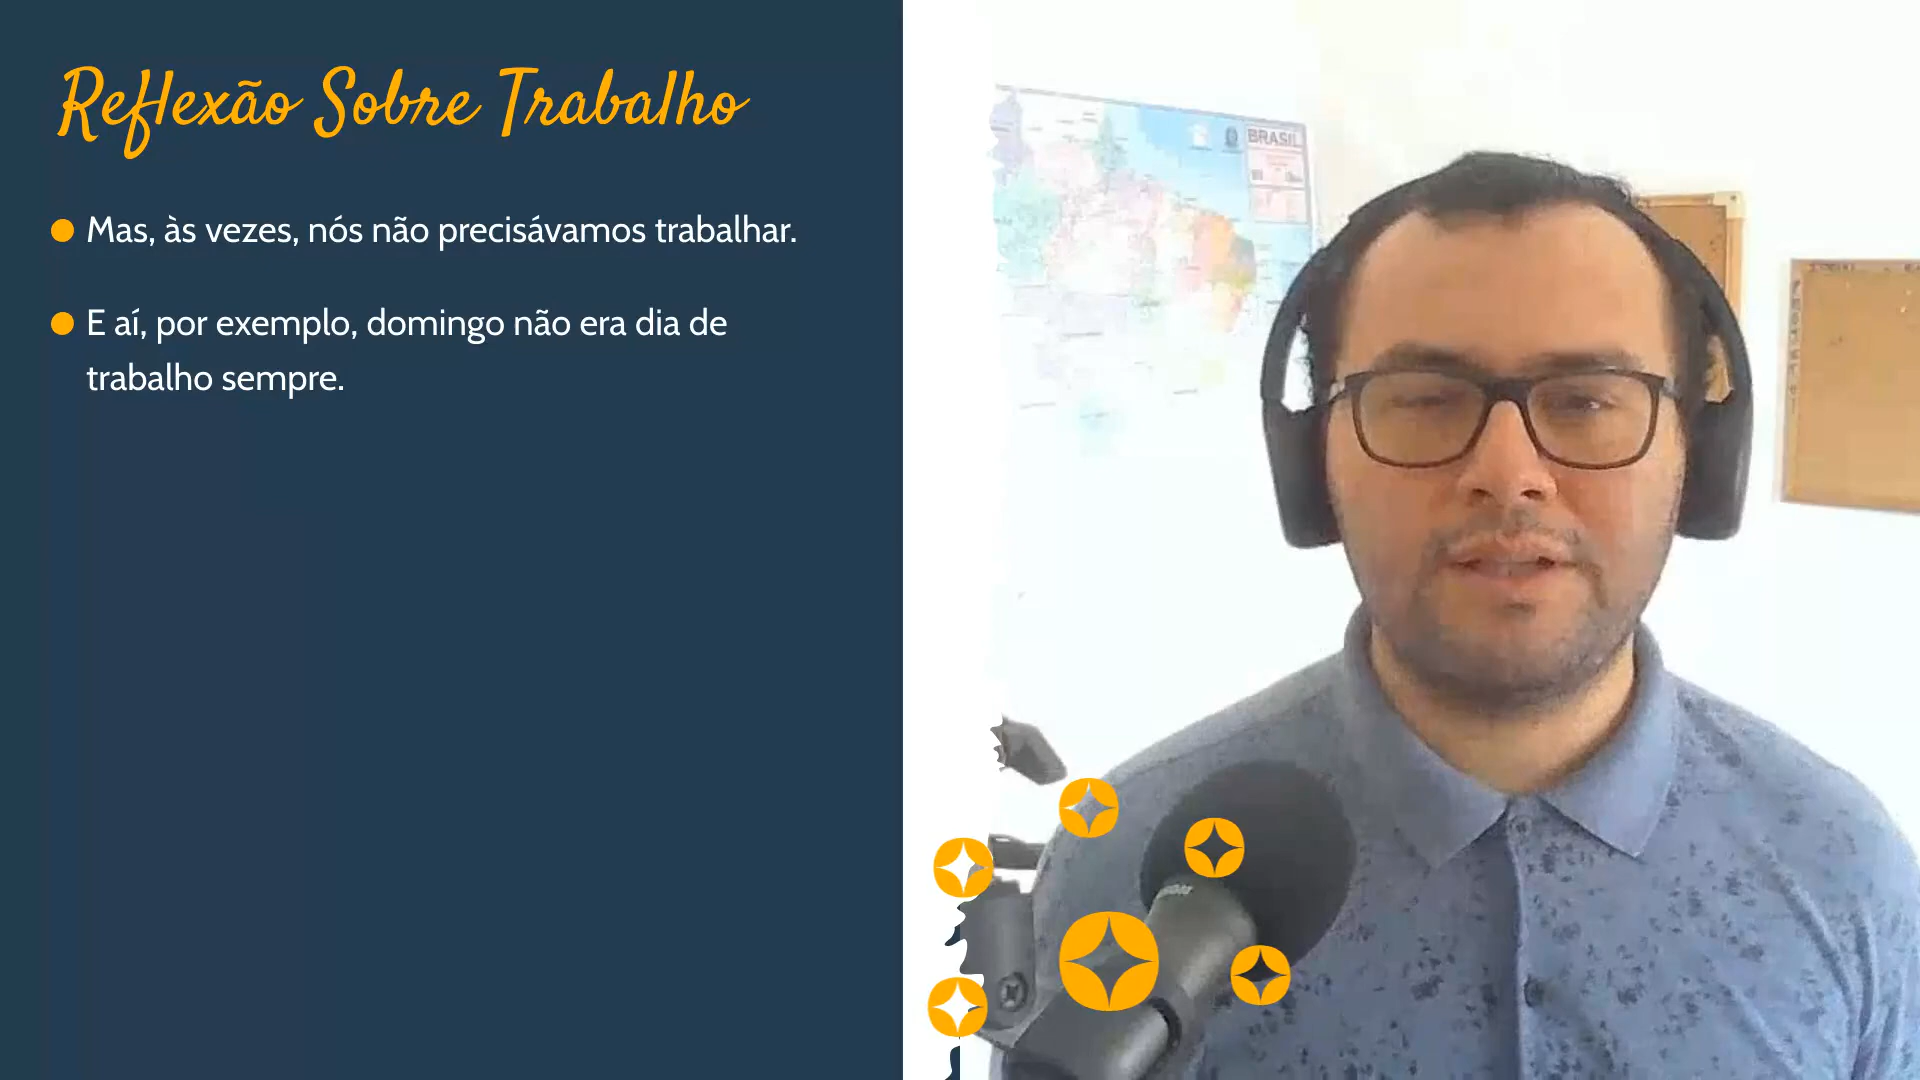 Reflexão Sobre Trabalho
Mas, às vezes, nós não precisávamos trabalhar.
E aí, por exemplo, domingo não era dia de
trabalho sempre.
BRASIL